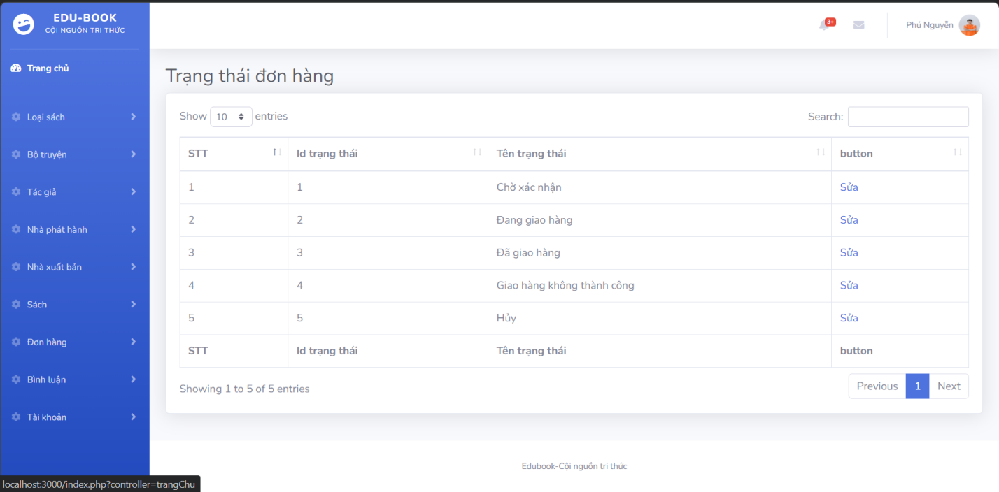 EDU-BOOK
CỘI NGUỒN TRI THỨC
3+
Phú Nguyễn
Trang chủ
Loại sách
Bộ truyện
Tác giả
Nhà phát hành
Nhà xuất bản
Sách
Đơn hàng
Bình luận
Tài khoản
Trạng thái đơn hàng
Show 10 entries Search:
STT Id trạng thái Tên trạng thái button
1 1 Chờ xác nhận Sửa
2 2 Đang giao hàng Sửa
3 3 Đã giao hàng Sửa
4 4 Giao hàng không thành công Sửa
5 5 Hủy Sửa
STT Id trạng thái Tên trạng thái button
Showing 1 to 5 of 5 entries Previous 1 Next
Edubook-Cội nguồn tri thức
localhost:3000/index.php?controller=trangChu